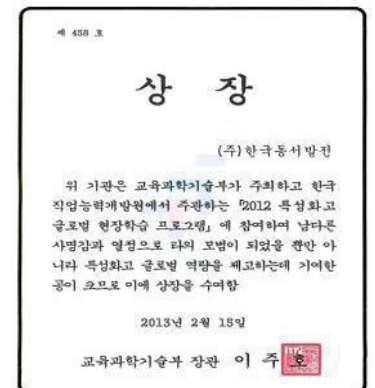 제 458 호
상 장
(주)한국동서발전
위 기관은 교육과학기술부가 주최하고 한국
직업능력개발원에서 주관하는 「2012 특성화고
글로벌 현장학습 프로그램」에 참여하여 남다른
사명감과 열정으로 타의 모범이 되었을 뿐만 아
니라 특성화고 글로벌 역량을 제고하는데 기여한
공이 크므로 이에 상장을 수여함
2013년 2월 15일
교육과학기술부 장관 이 주 호